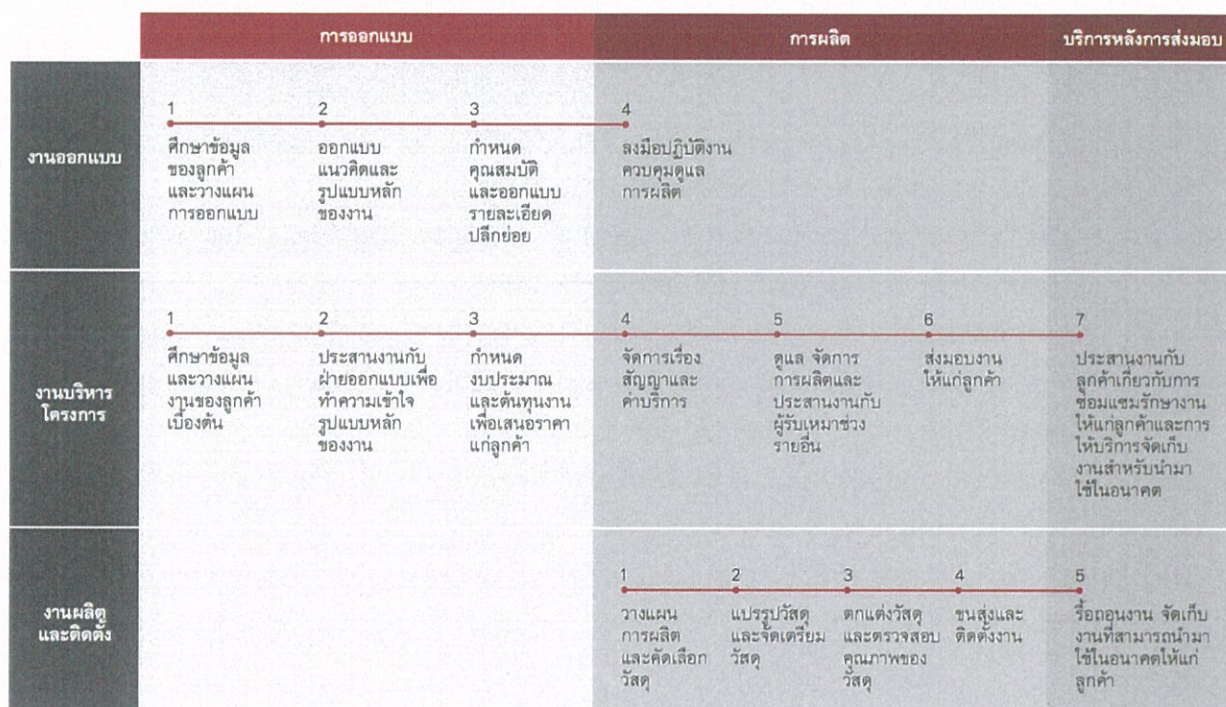 การออกแบบ
การผลิต
บริการหลังการส่งมอบ
งานออกแบบ
1
ศึกษาข้อมูล
ของลูกค้า
และวางแผน
การออกแบบ
2
ออกแบบ
แนวคิดและ
รูปแบบหลัก
ของงาน
3
กำหนด
คุณสมบัติ
และออกแบบ
รายละเอียด
ปลีกย่อย
4
ลงมือปฏิบัติงาน
ควบคุมดูแล
การผลิต
งานบริหาร
โครงการ
1
ศึกษาข้อมูล
และวางแผน
งานของลูกค้า
เบื้องต้น
2
ประสานงานกับ
ฝ่ายออกแบบเพื่อ
ทำความเข้าใจ
รูปแบบหลัก
ของงาน
3
กำหนด
งบประมาณ
และต้นทุนงาน
เพื่อเสนอราคา
แก่ลูกค้า
4
จัดการเรื่อง
สัญญาและ
ค่าบริการ
5
ดูแล จัดการ
การผลิตและ
ประสานงานกับ
ผู้รับเหมาช่วง
รายอื่น
6
ส่งมอบงาน
ให้แก่ลูกค้า
7
ประสานงานกับ
ลูกค้าเกี่ยวกับการ
ซ่อมแซมรักษางาน
ให้แก่ลูกค้าและการ
ให้บริการจัดเก็บ
งานสำหรับนำมา
ใช้ในอนาคต
งานผลิต
และติดตั้ง
1
วางแผน
การผลิต
และคัดเลือก
วัสดุ
2
แปรรูปวัสดุ
และจัดเตรียม
วัสดุ
3
ตกแต่งวัสดุ
และตรวจสอบ
คุณภาพของ
วัสดุ
4
ขนส่งและ
ติดตั้งงาน
5
รื้อถอนงาน จัดเก็บ
งานที่สามารถนำมา
ใช้ในอนาคตให้แก่
ลูกค้า